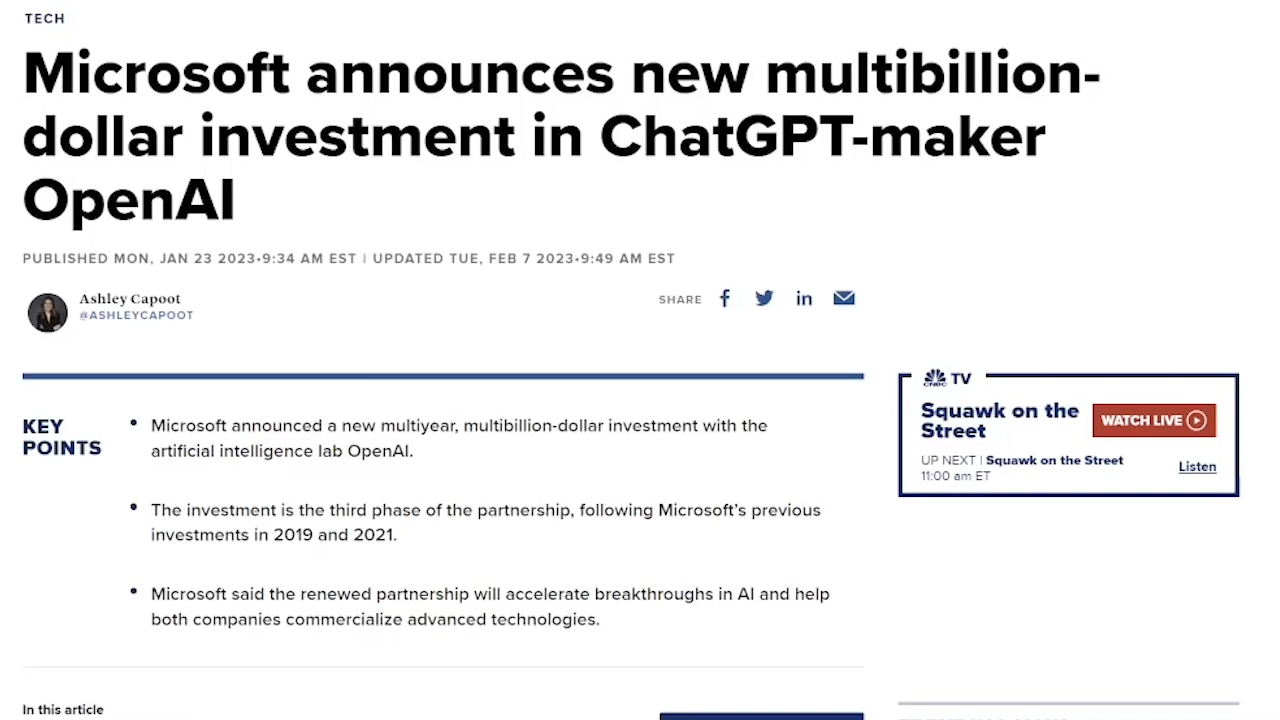 TECH
Microsoft announces new multibillion-
dollar investment in ChatGPT-maker
OpenAI
PUBLISHED MON, JAN 23 2023•9:34 AM EST | UPDATED TUE, FEB 7 2023•9:49 AM EST
Ashley Capoot
@ASHLEYCAPOOT
SHARE
KEY
POINTS
• Microsoft announced a new multiyear, multibillion-dollar investment with the
artificial intelligence lab OpenAI.
• The investment is the third phase of the partnership, following Microsoft's previous
investments in 2019 and 2021.
• Microsoft said the renewed partnership will accelerate breakthroughs in AI and help
both companies commercialize advanced technologies.
In this article
CNBC TV
Squawk on the
Street
WATCH LIVE
UP NEXT | Squawk on the Street
11:00 am ET
Listen